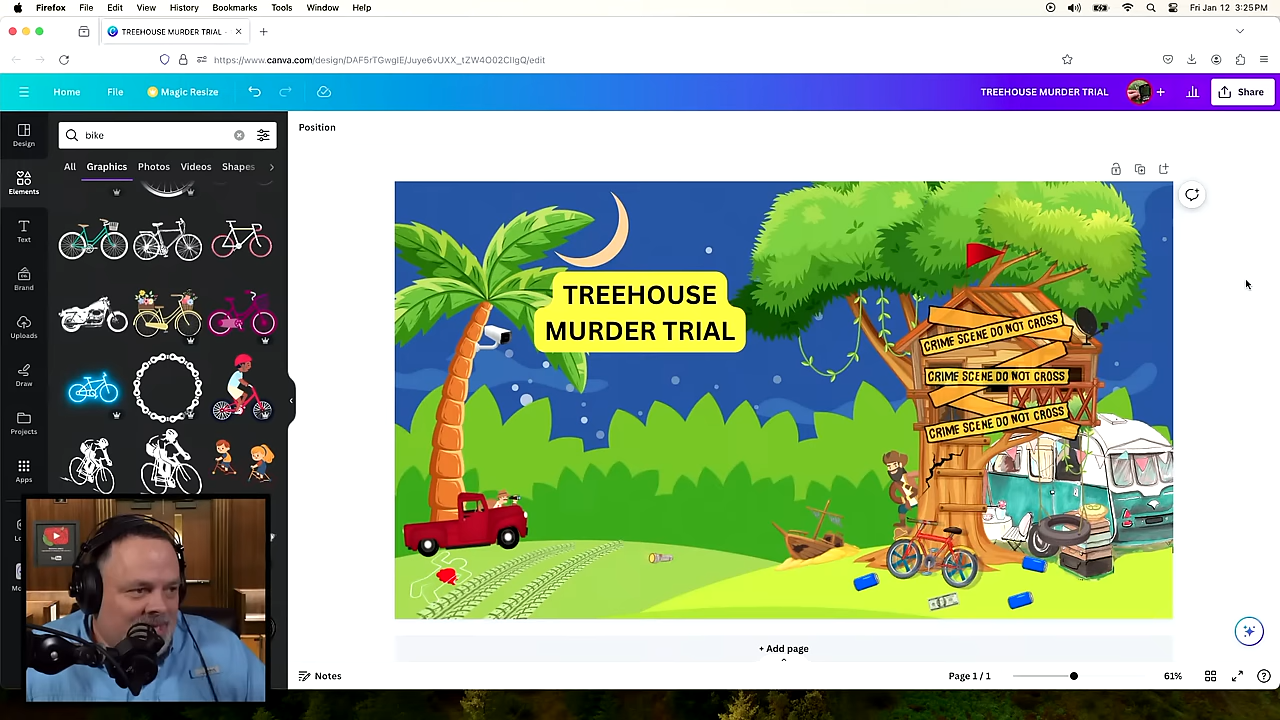 Firefox File Edit View History Bookmarks Tools Window Help
Fri Jan 12 3:25 PM
TREEHOUSE MURDER TRIAL -
https://www.canva.com/design/DAF5rTGwgIE/Juye6vUXX_tZW4O02CIlgQ/edit
Home File Magic Resize
TREEHOUSE MURDER TRIAL
Share
Design
Elements
Text
Brand
Uploads
Draw
Projects
Apps
bike
All Graphics Photos Videos Shapes
Position
TREEHOUSE
MURDER TRIAL
CRIME SCENE DO NOT CROSS
CRIME SCENE DO NOT CROSS
CRIME SCENE DO NOT CROSS
+ Add page
Notes
Page 1 / 1
61%